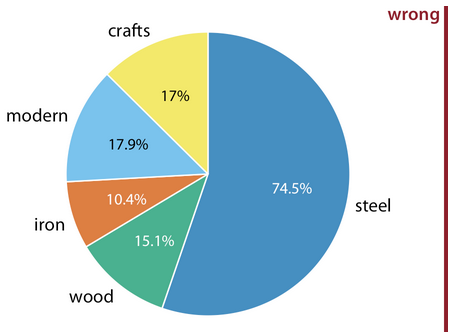 wrong
crafts
17%
modern
17.9%
74.5%
10.4%
steel
iron
15.1%
wood